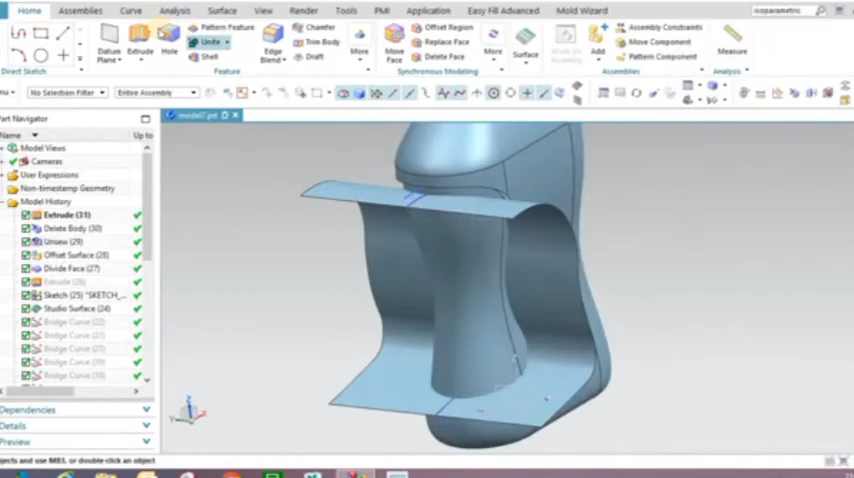 Home Assemblies Curve Analysis Surface View Render Tools PMI Application Easy Fill Advanced Mold Wizard isoparametric
Datum Plane Extrude Hole Pattern Feature Unite Shell Edge Blend Chamfer Trim Body Draft More Move Face Offset Region Replace Face Delete Face More Surface Work on Assembly Add Assembly Constraints Move Component Pattern Component Measure
Direct Sketch Feature Synchronous Modeling Assemblies Analysis
No Selection Filter Entire Assembly
Part Navigator model7.prt
Name Up to
Model Views
Cameras
User Expressions
Non-timestamp Geometry
Model History
Extrude (31)
Delete Body (30)
Unsew (29)
Offset Surface (28)
Divide Face (27)
Extrude (26)
Sketch (25) "SKETCH_...
Studio Surface (24)
Bridge Curve
Bridge Curve
Bridge Curve
Bridge Curve
Bridge Curve
Dependencies
Details
Preview
Z
X
Y
jects and use MB3, or double-click an object